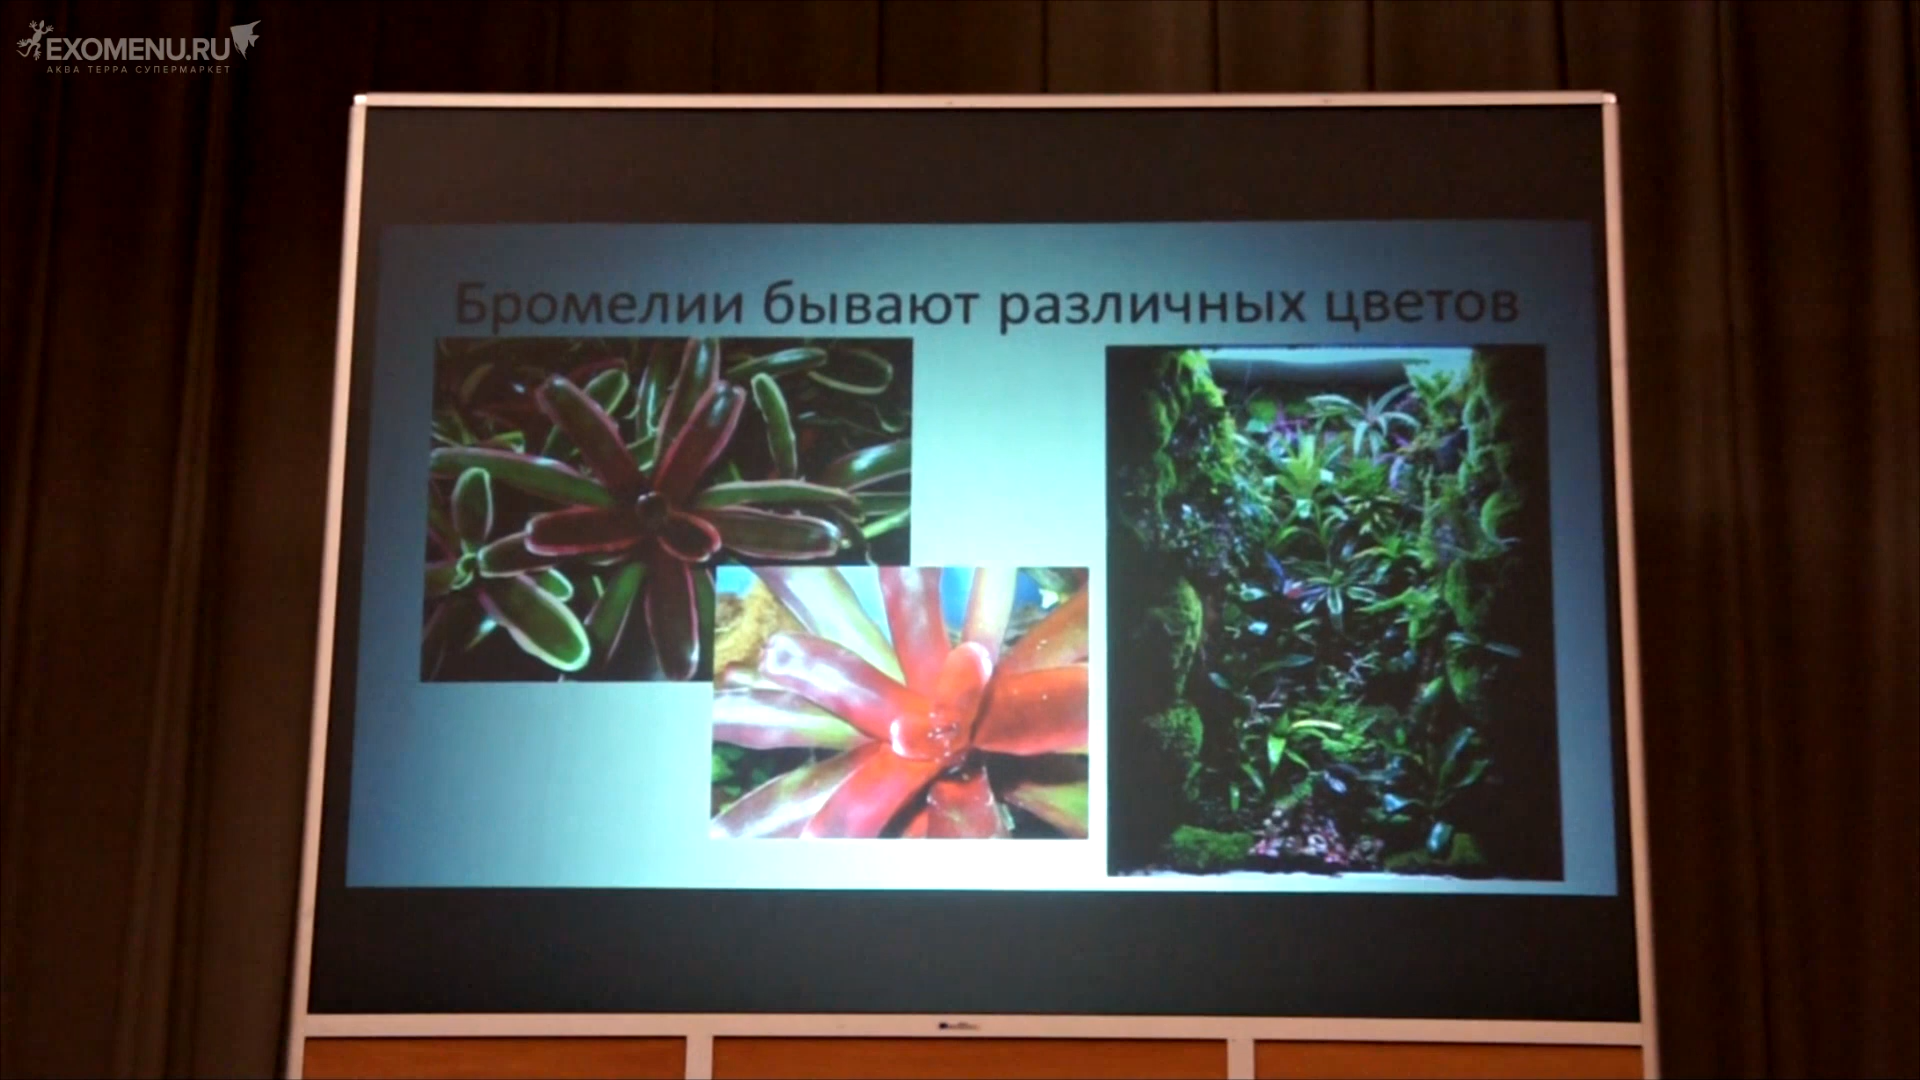 EXOMENU.RU
АКВА ТЕРРА СУПЕРМАРКЕТ
Бромелии бывают различных цветов